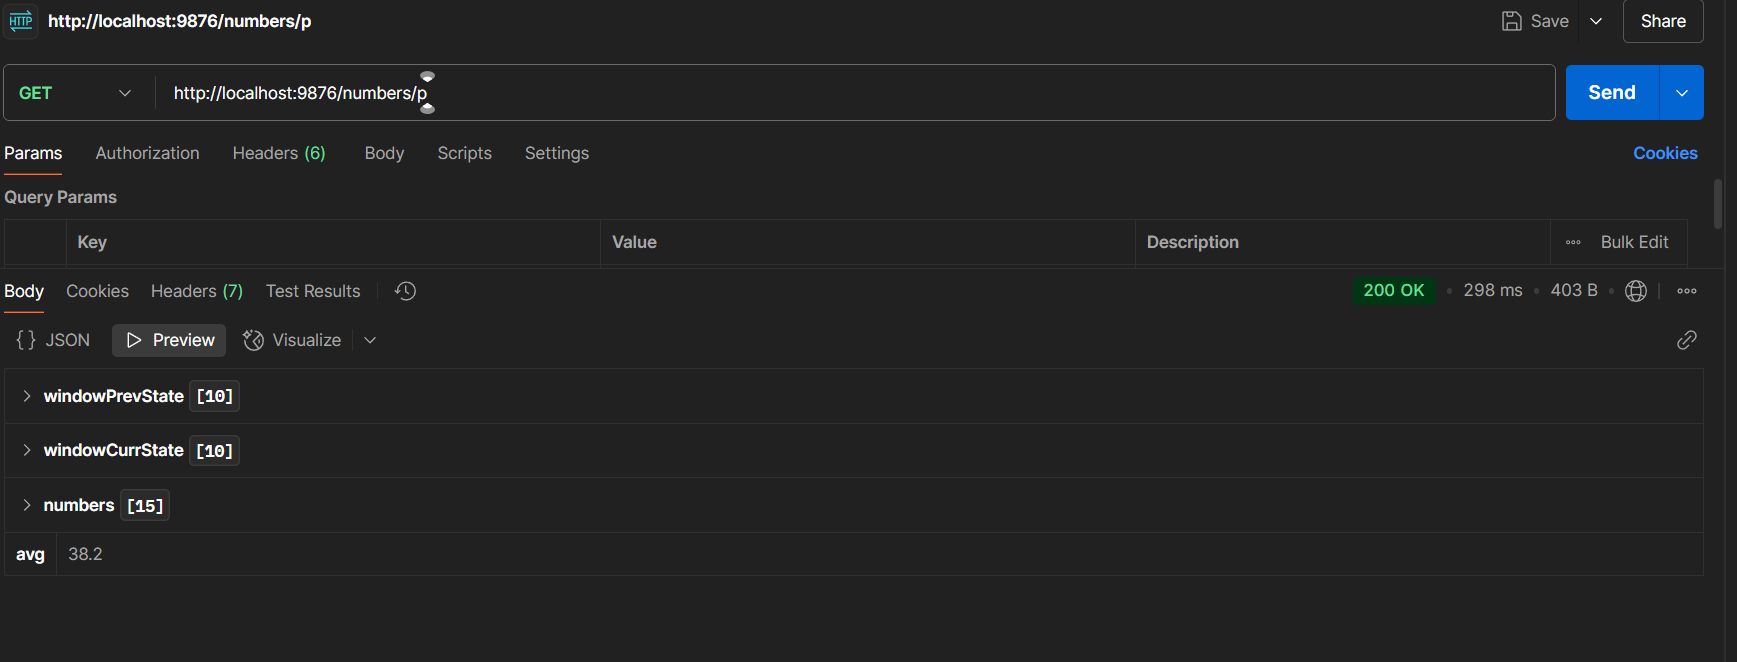 HTTP http://localhost:9876/numbers/p Save Share
GET http://localhost:9876/numbers/p Send
Params Authorization Headers (6) Body Scripts Settings Cookies
Query Params
Key Value Description Bulk Edit
Body Cookies Headers (7) Test Results 200 OK • 298 ms • 403 B •
{} JSON Preview Visualize
windowPrevState [10]
windowCurrState [10]
numbers [15]
avg 38.2